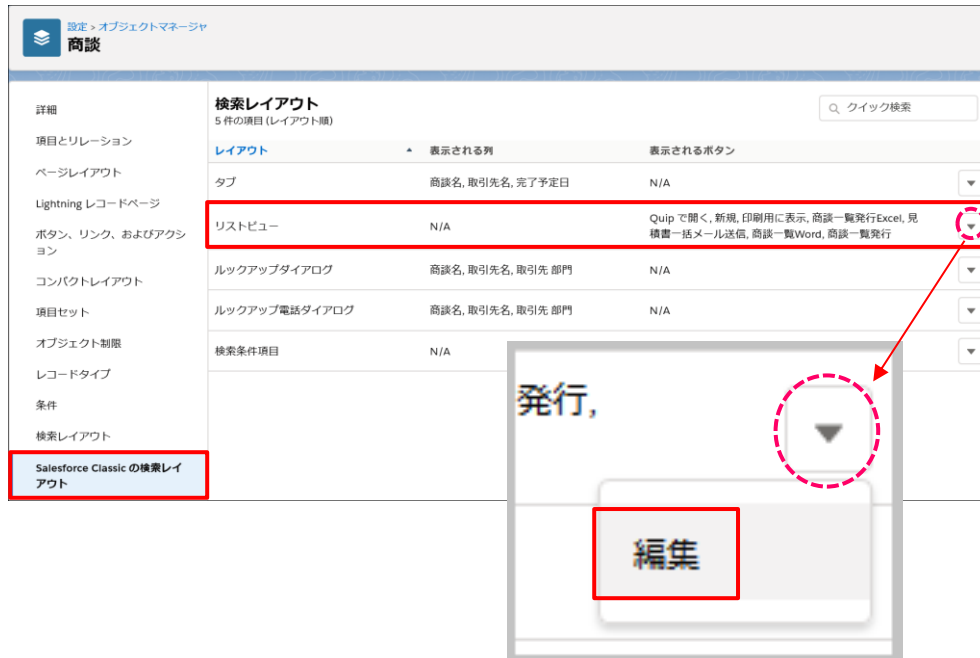 設定 > オブジェクトマネージャ
商談
詳細
項目とリレーション
ページレイアウト
Lightning レコードページ
ボタン、リンク、およびアクシ
ョン
コンパクトレイアウト
項目セット
オブジェクト制限
レコードタイプ
条件
検索レイアウト
Salesforce Classic の検索レイ
アウト
検索レイアウト
5 件の項目 (レイアウト順)
クイック検索
レイアウト 表示される列 表示されるボタン
タブ 商談名, 取引先名, 完了予定日 N/A
リストビュー N/A Quip で開く, 新規, 印刷用に表示, 商談一覧発行Excel, 見
積書一括メール送信, 商談一覧Word, 商談一覧発行
ルックアップダイアログ 商談名, 取引先名, 取引先 部門 N/A
ルックアップ電話ダイアログ 商談名, 取引先名, 取引先 部門 N/A
検索条件項目 N/A
発行,
編集